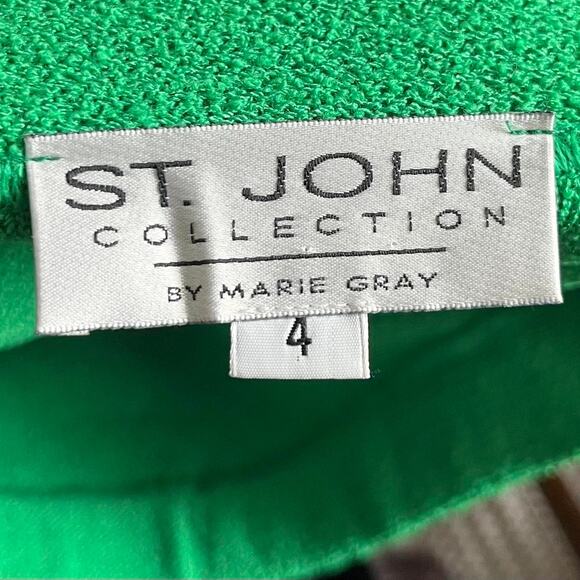 ST. JOHN
COLLECTION
BY MARIE GRAY
4